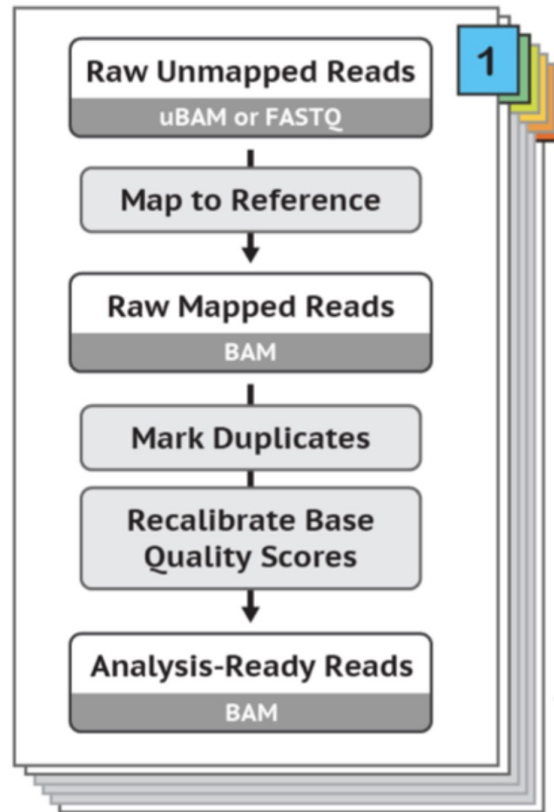 1
Raw Unmapped Reads
uBAM or FASTQ
Map to Reference
Raw Mapped Reads
BAM
Mark Duplicates
Recalibrate Base
Quality Scores
Analysis-Ready Reads
BAM